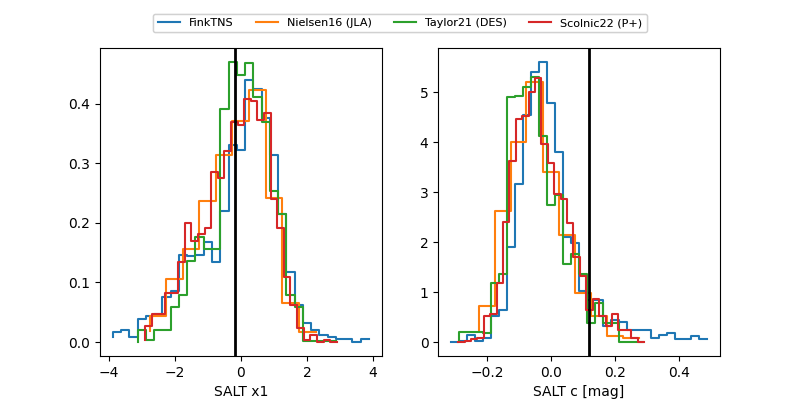 FinkTNS Nielsen16 (JLA) Taylor21 (DES) Scolnic22 (P+)
0.4
0.3
0.2
0.1
0.0
−4 −2 0 2 4
SALT x1
5
4
3
2
1
0
−0.2 0.0 0.2 0.4
SALT c [mag]